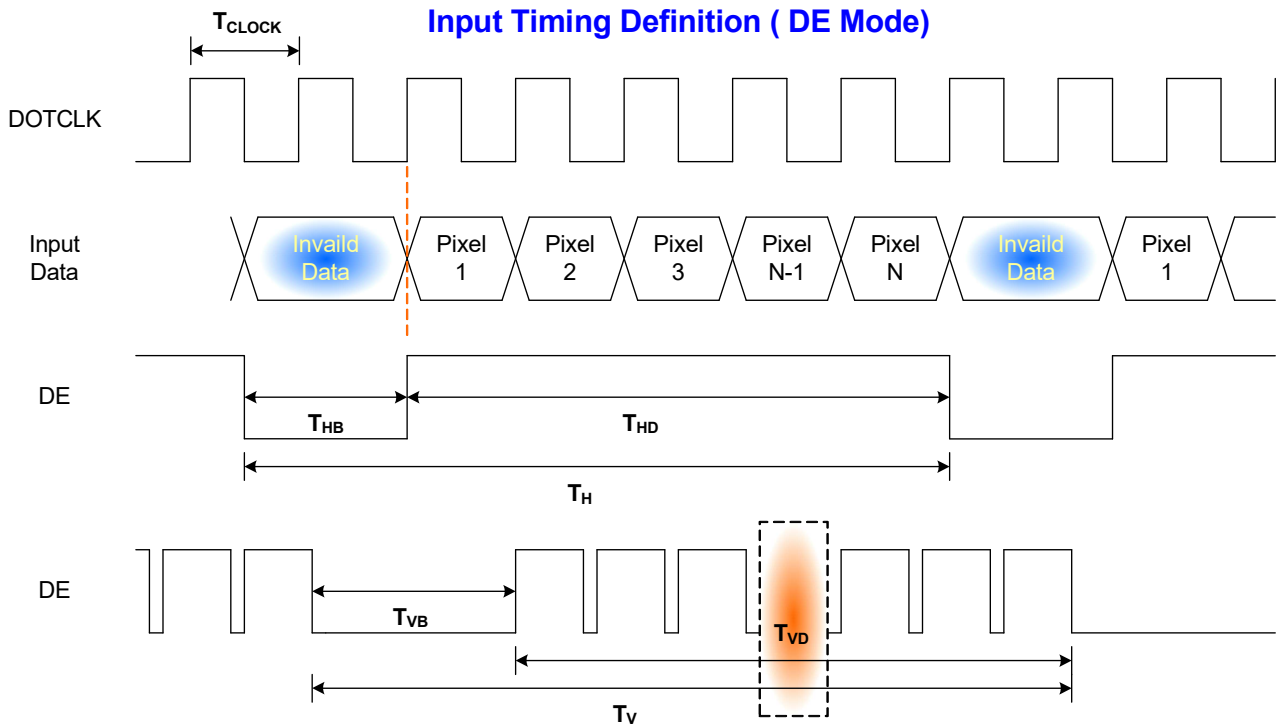 Input Timing Definition ( DE Mode)
TCLOCK
DOTCLK
Input
Data
Invaild
Data
Pixel
1
Pixel
2
Pixel
3
Pixel
N-1
Pixel
N
Invaild
Data
Pixel
1
DE
THB
THD
TH
DE
TVB
TVD
TV